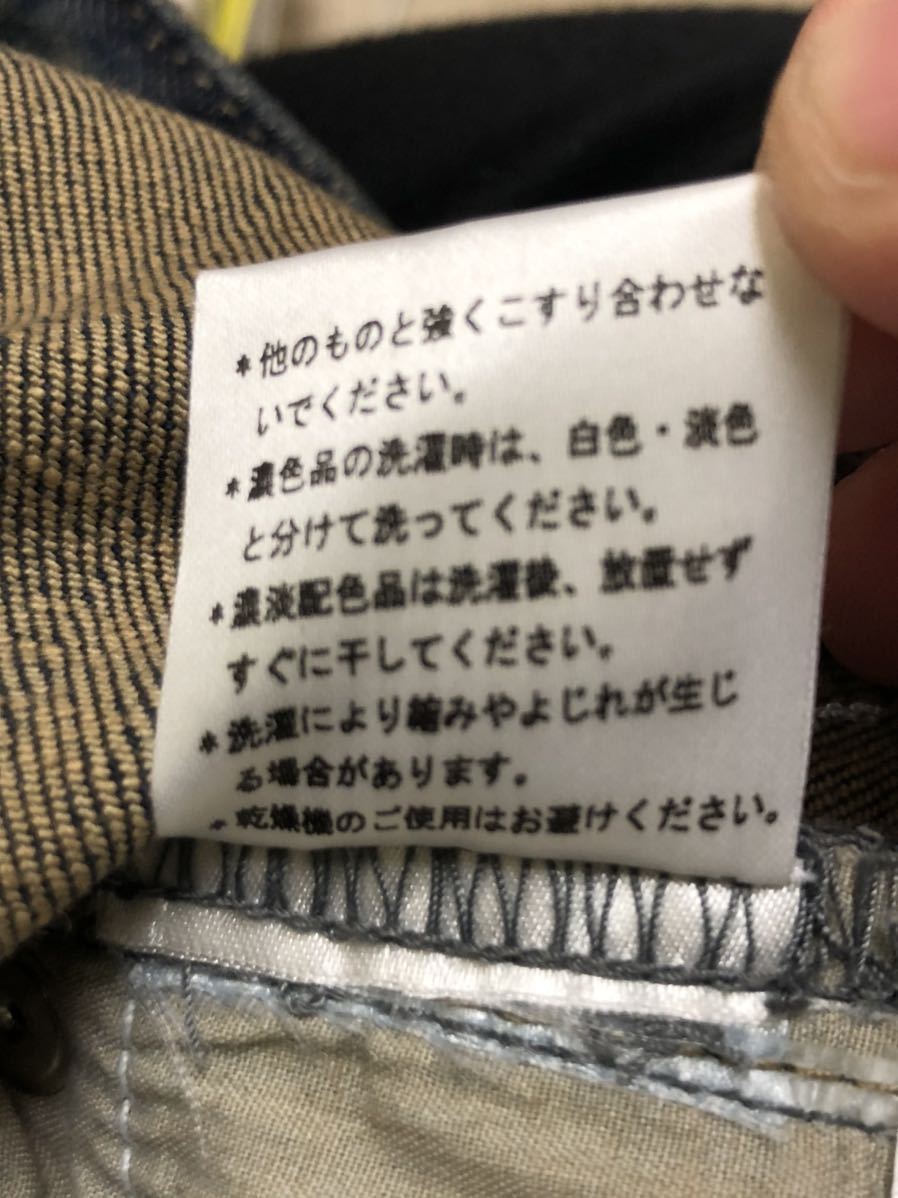 *他のものと強くこすり合わせな
いでください。
*濃色品の洗濯時は、白色・淡色
と分けて洗ってください。
*濃淡配色品は洗濯後、放置せず
すぐに干してください。
*洗濯により縮みやよじれが生じ
る場合があります。
*乾燥機のご使用はお避けください。